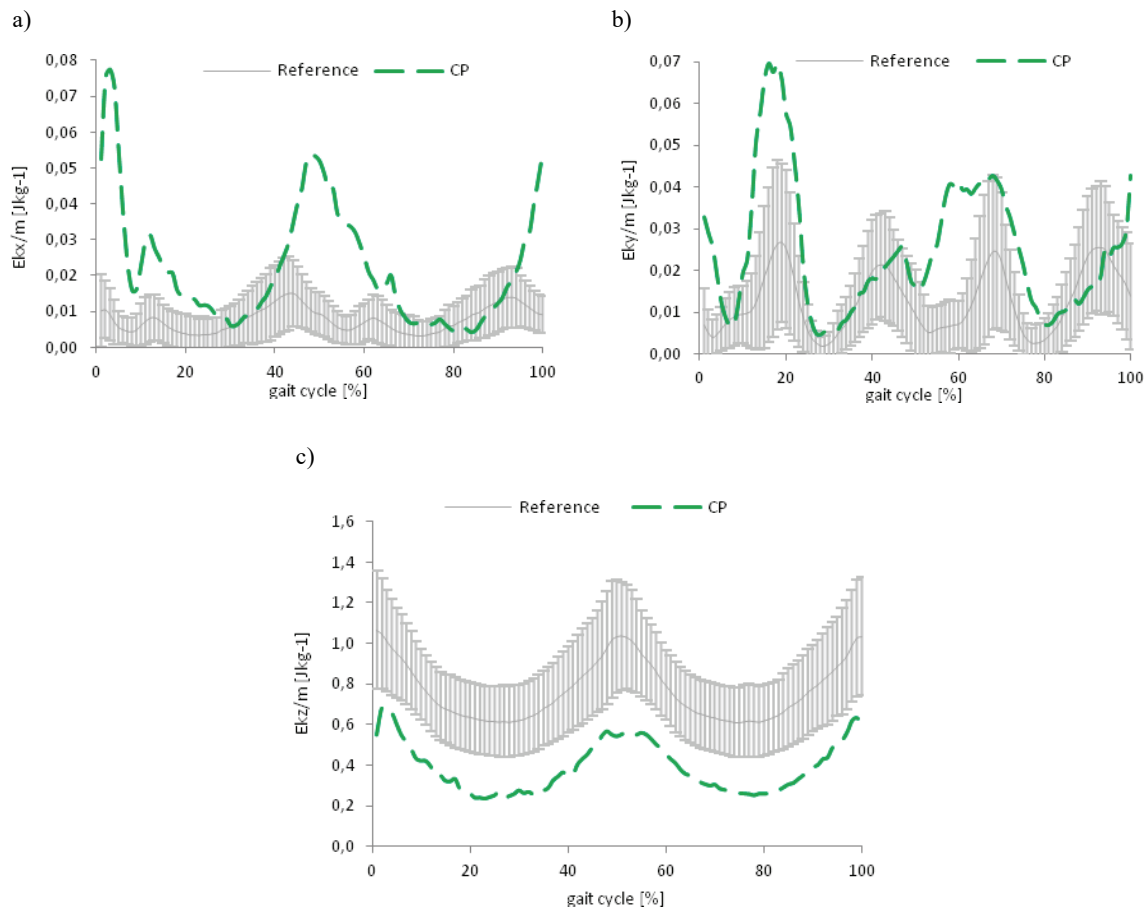 a)
Reference
CP
0,08
0,07
0,06
0,05
0,04
0,03
0,02
0,01
0,00
Ekx/m [Jkg-1]
0 20 40 60 80 100
gait cycle [%]
b)
Reference
CP
0,07
0,06
0,05
0,04
0,03
0,02
0,01
0,00
Eky/m [Jkg-1]
0 20 40 60 80 100
gait cycle [%]
c)
Reference
CP
1,6
1,4
1,2
1,0
0,8
0,6
0,4
0,2
0,0
Ekz/m [Jkg-1]
0 20 40 60 80 100
gait cycle [%]